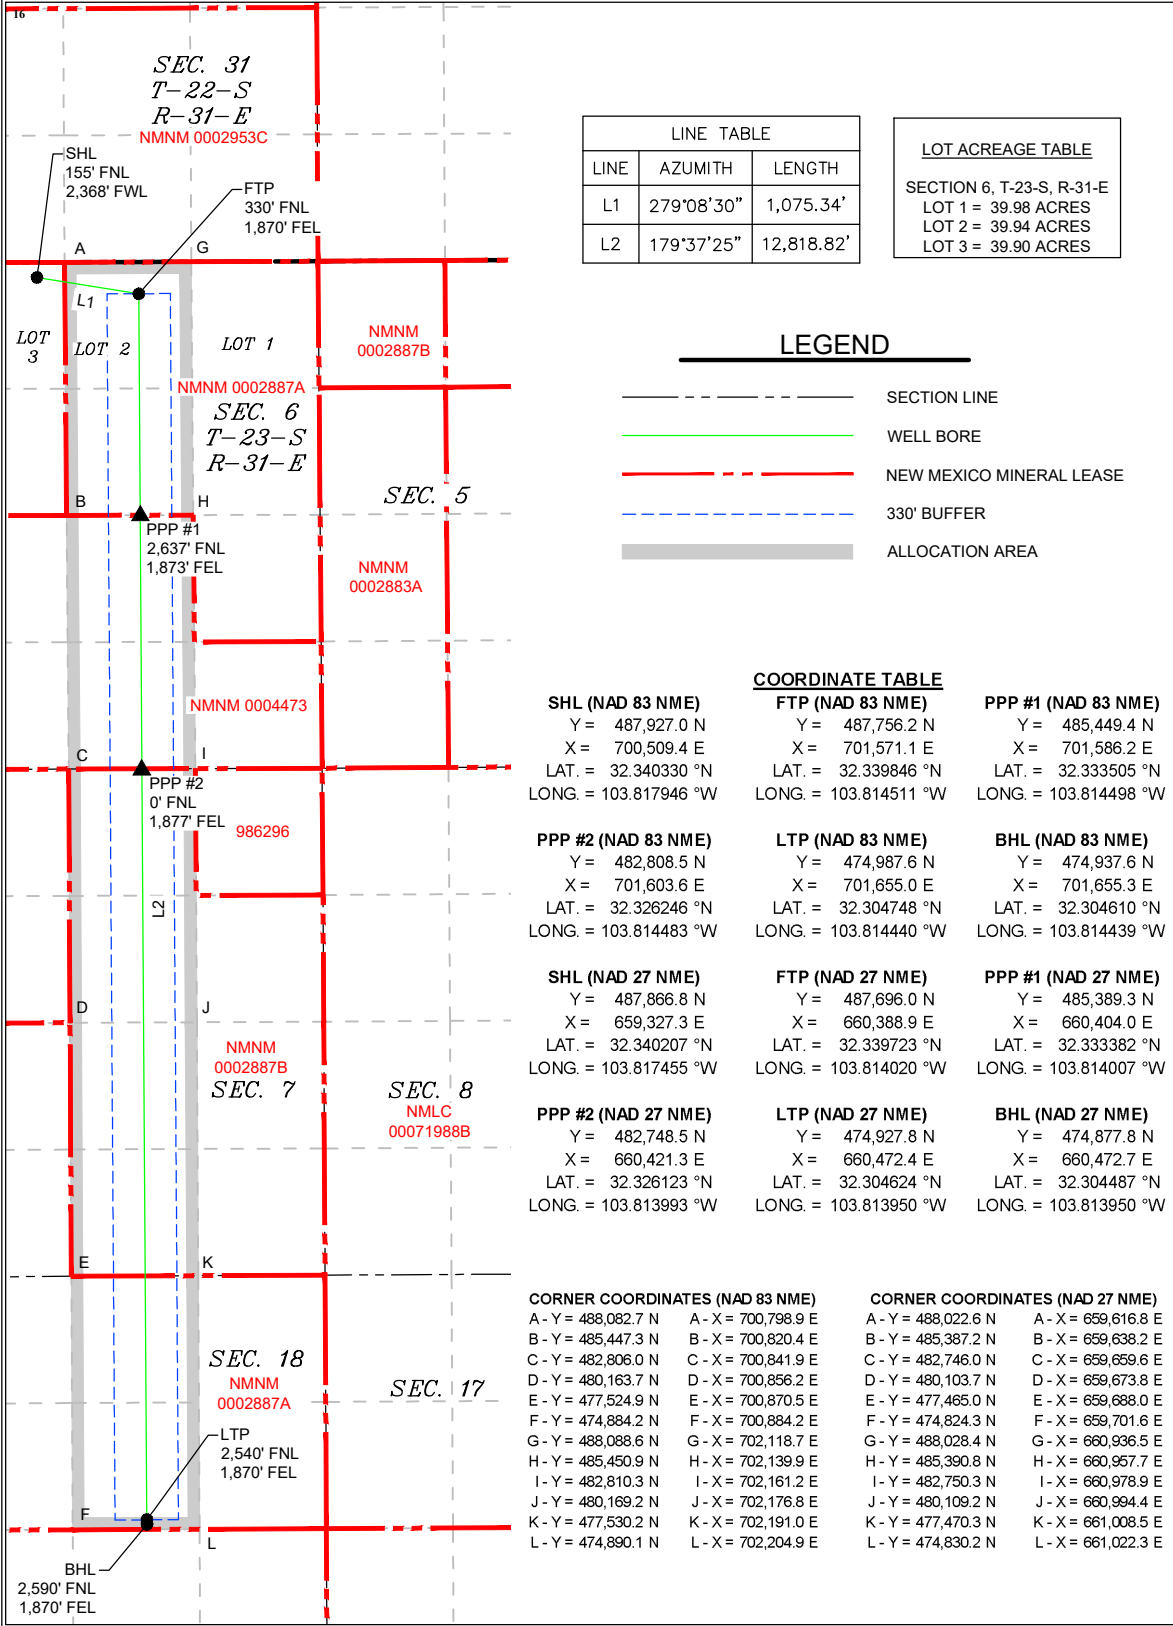 16
SEC. 31
T-22-S
R-31-E
NMNM 0002953C
SHL
155' FNL
2,368' FWL
FTP
330' FNL
1,870' FEL
A
G
L1
LOT
3
LOT 2
LOT 1
NMNM
0002887B
NMNM 0002887A
SEC. 6
T-23-S
R-31-E
SEC. 5
B
H
PPP #1
2,637' FNL
1,873' FEL
NMNM
0002883A
NMNM 0004473
C
I
PPP #2
0' FNL
1,877' FEL
986296
L2
D
J
NMNM
0002887B
SEC. 7
SEC. 8
NMLC
00071988B
E
K
SEC. 18
NMNM
0002887A
SEC. 17
LTP
2,540' FNL
1,870' FEL
F
L
BHL
2,590' FNL
1,870' FEL
LINE TABLE
LINE AZUMITH LENGTH
L1 279°08'30" 1,075.34'
L2 179°37'25" 12,818.82'
LOT ACREAGE TABLE
SECTION 6, T-23-S, R-31-E
LOT 1 = 39.98 ACRES
LOT 2 = 39.94 ACRES
LOT 3 = 39.90 ACRES
LEGEND
SECTION LINE
WELL BORE
NEW MEXICO MINERAL LEASE
330' BUFFER
ALLOCATION AREA
COORDINATE TABLE
SHL (NAD 83 NME) FTP (NAD 83 NME) PPP #1 (NAD 83 NME)
Y = 487,927.0 N Y = 487,756.2 N Y = 485,449.4 N
X = 700,509.4 E X = 701,571.1 E X = 701,586.2 E
LAT. = 32.340330 °N LAT. = 32.339846 °N LAT. = 32.333505 °N
LONG. = 103.817946 °W LONG. = 103.814511 °W LONG. = 103.814498 °W
PPP #2 (NAD 83 NME) LTP (NAD 83 NME) BHL (NAD 83 NME)
Y = 482,808.5 N Y = 474,987.6 N Y = 474,937.6 N
X = 701,603.6 E X = 701,655.0 E X = 701,655.3 E
LAT. = 32.326246 °N LAT. = 32.304748 °N LAT. = 32.304610 °N
LONG. = 103.814483 °W LONG. = 103.814440 °W LONG. = 103.814439 °W
SHL (NAD 27 NME) FTP (NAD 27 NME) PPP #1 (NAD 27 NME)
Y = 487,866.8 N Y = 487,696.0 N Y = 485,389.3 N
X = 659,327.3 E X = 660,388.9 E X = 660,404.0 E
LAT. = 32.340207 °N LAT. = 32.339723 °N LAT. = 32.333382 °N
LONG. = 103.817455 °W LONG. = 103.814020 °W LONG. = 103.814007 °W
PPP #2 (NAD 27 NME) LTP (NAD 27 NME) BHL (NAD 27 NME)
Y = 482,748.5 N Y = 474,927.8 N Y = 474,877.8 N
X = 660,421.3 E X = 660,472.4 E X = 660,472.7 E
LAT. = 32.326123 °N LAT. = 32.304624 °N LAT. = 32.304487 °N
LONG. = 103.813993 °W LONG. = 103.813950 °W LONG. = 103.813950 °W
CORNER COORDINATES (NAD 83 NME) CORNER COORDINATES (NAD 27 NME)
A - Y = 488,082.7 N A - X = 700,798.9 E A - Y = 488,022.6 N A - X = 659,616.8 E
B - Y = 485,447.3 N B - X = 700,820.4 E B - Y = 485,387.2 N B - X = 659,638.2 E
C - Y = 482,806.0 N C - X = 700,841.9 E C - Y = 482,746.0 N C - X = 659,659.6 E
D - Y = 480,163.7 N D - X = 700,856.2 E D - Y = 480,103.7 N D - X = 659,673.8 E
E - Y = 477,524.9 N E - X = 700,870.5 E E - Y = 477,465.0 N E - X = 659,688.0 E
F - Y = 474,884.2 N F - X = 700,884.2 E F - Y = 474,824.3 N F - X = 659,701.6 E
G - Y = 488,088.6 N G - X = 702,118.7 E G - Y = 488,028.4 N G - X = 660,936.5 E
H - Y = 485,450.9 N H - X = 702,139.9 E H - Y = 485,390.8 N H - X = 660,957.7 E
I - Y = 482,810.3 N I - X = 702,161.2 E I - Y = 482,750.3 N I - X = 660,978.9 E
J - Y = 480,169.2 N J - X = 702,176.8 E J - Y = 480,109.2 N J - X = 660,994.4 E
K - Y = 477,530.2 N K - X = 702,191.0 E K - Y = 477,470.3 N K - X = 661,008.5 E
L - Y = 474,890.1 N L - X = 702,204.9 E L - Y = 474,830.2 N L - X = 661,022.3 E